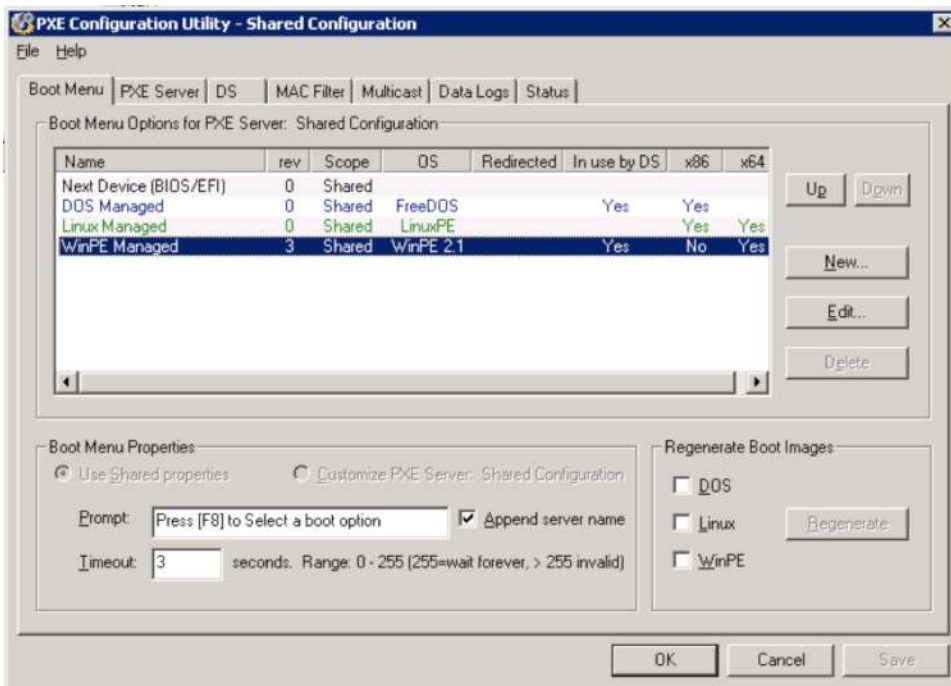 PXE Configuration Utility - Shared Configuration
File Help
Boot Menu PXE Server DS MAC Filter Multicast Data Logs Status
Boot Menu Options for PXE Server: Shared Configuration
Name rev Scope OS Redirected In use by DS x86 x64
Next Device (BIOS/EFI) 0 Shared
DOS Managed 0 Shared FreeDOS Yes Yes
Linux Managed 0 Shared LinuxPE Yes Yes
WinPE Managed 3 Shared WinPE 2.1 Yes No Yes
Up Down
New...
Edit...
Delete
Boot Menu Properties
Use Shared properties Customize PXE Server: Shared Configuration
Prompt: Press [F8] to Select a boot option Append server name
Timeout: 3 seconds. Range: 0 - 255 (255=wait forever, > 255 invalid)
Regenerate Boot Images
DOS
Linux Regenerate
WinPE
OK Cancel Save